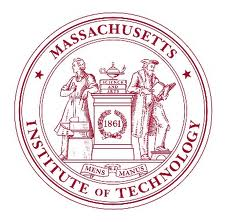 MASSACHUSETTS
SCIENCE
AND
ARTS
1861
MENS ET MANUS
INSTITUTE OF TECHNOLOGY